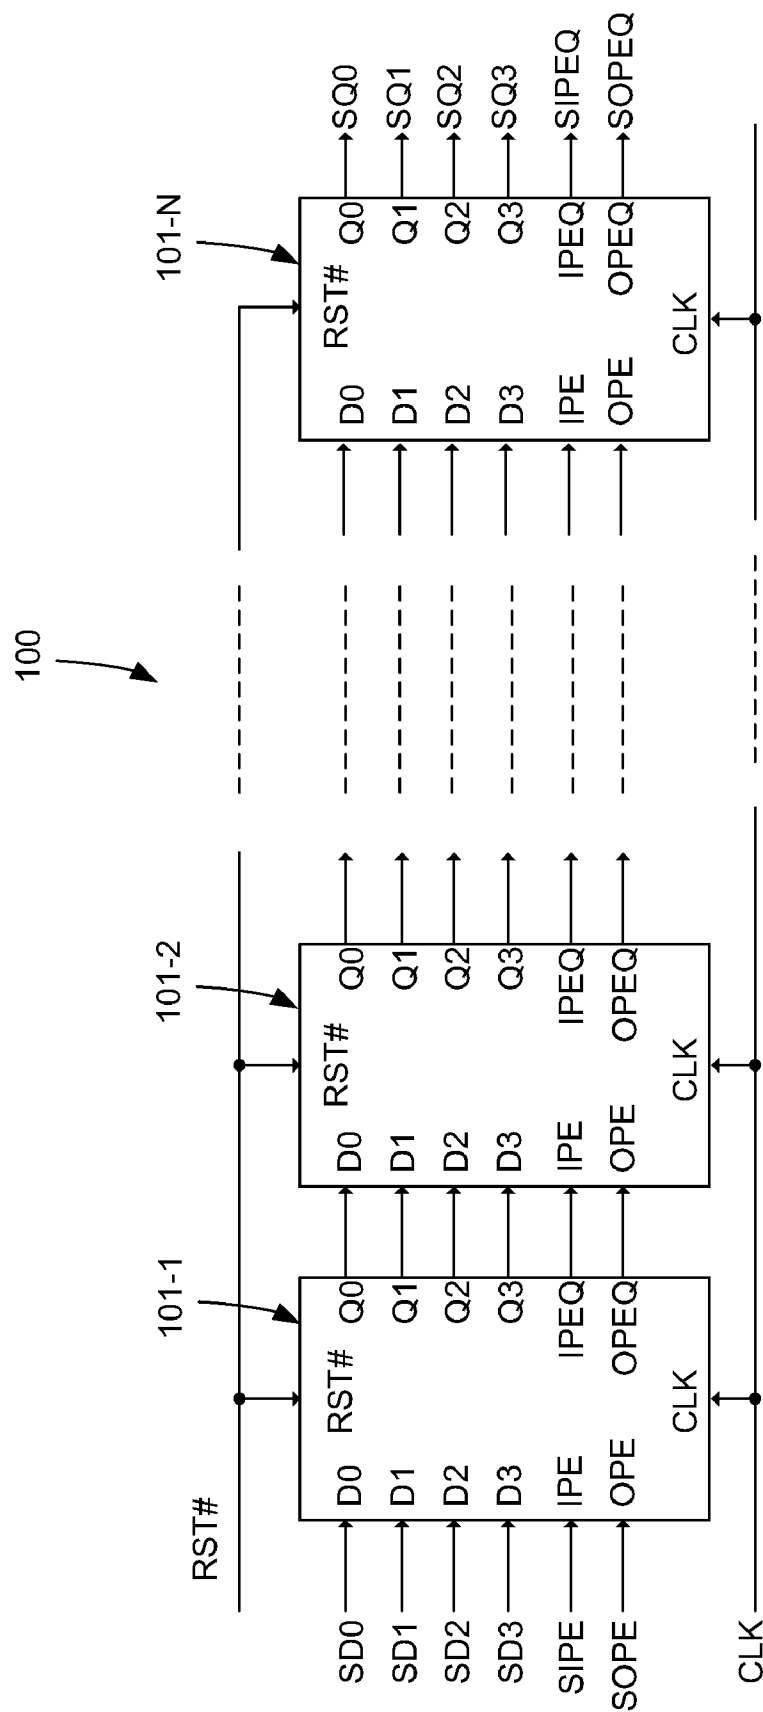 100
101-1
101-2
101-N
RST#
SD0
SD1
SD2
SD3
SIPE
SOPE
CLK
RST#
D0
D1
D2
D3
IPE
OPE
Q0
Q1
Q2
Q3
IPEQ
OPEQ
CLK
RST#
D0
D1
D2
D3
IPE
OPE
Q0
Q1
Q2
Q3
IPEQ
OPEQ
CLK
RST#
D0
D1
D2
D3
IPE
OPE
Q0
Q1
Q2
Q3
IPEQ
OPEQ
CLK
SQ0
SQ1
SQ2
SQ3
SIPEQ
SOPEQ